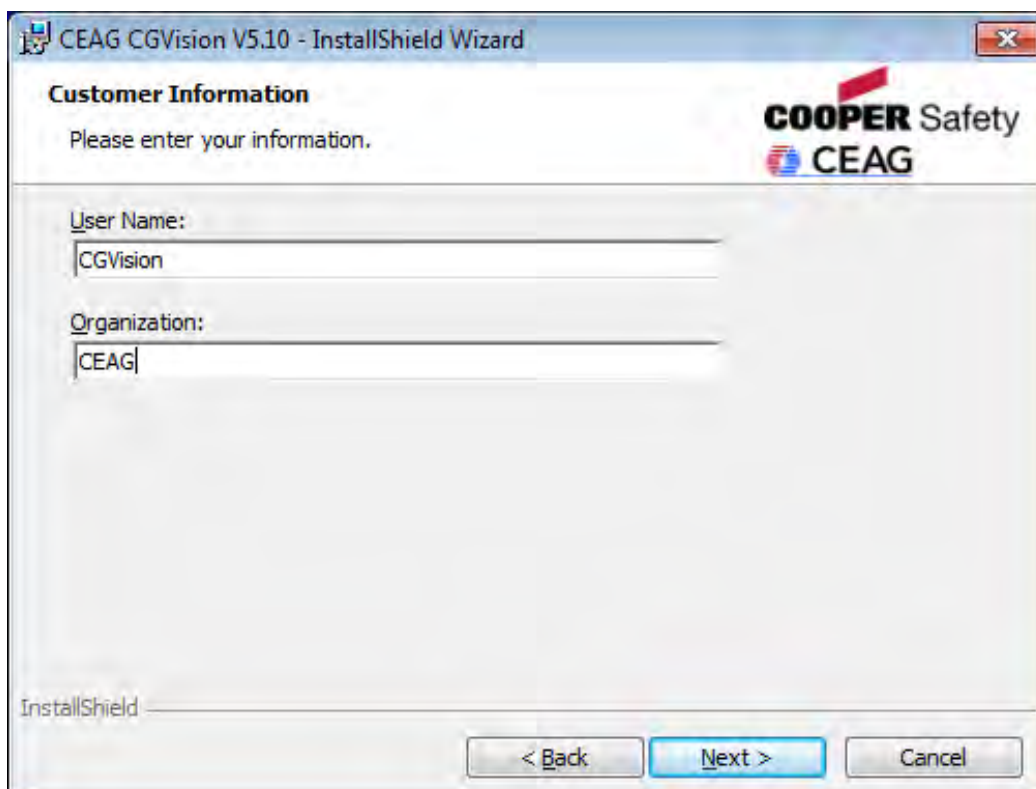 CEAG CGVision V5.10 - InstallShield Wizard
Customer Information
Please enter your information.
COOPER Safety
CEAG
User Name:
CGVision
Organization:
CEAG
InstallShield
< Back
Next >
Cancel